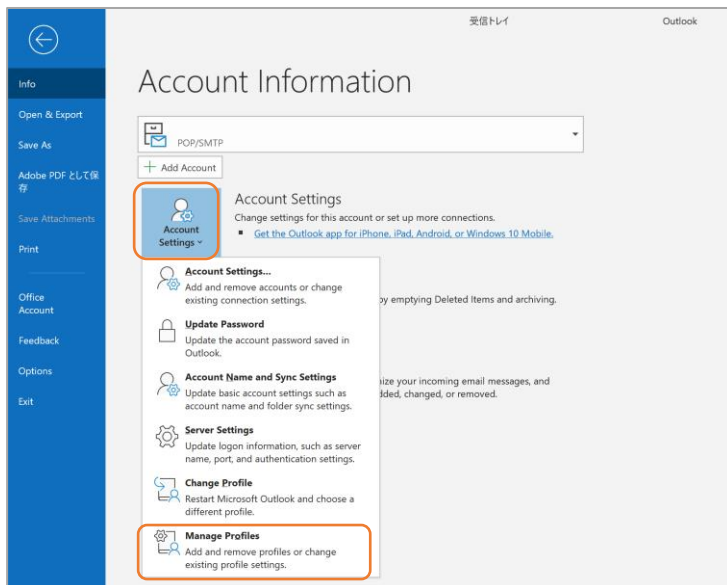 受信トレイ Outlook
Info
Open & Export
Save As
Adobe PDF として保
存
Save Attachments
Print
Office
Account
Feedback
Options
Exit
Account Information
POP/SMTP
Add Account
Account
Settings
Account Settings
Change settings for this account or set up more connections.
Get the Outlook app for iPhone, iPad, Android, or Windows 10 Mobile.
Account Settings...
Add and remove accounts or change
existing connection settings.
by emptying Deleted Items and archiving.
Update Password
Update the account password saved in
Outlook.
Account Name and Sync Settings
Update basic account settings such as
account name and folder sync settings.
ize your incoming email messages, and
dded, changed, or removed.
Server Settings
Update logon information, such as server
name, port, and authentication settings.
Change Profile
Restart Microsoft Outlook and choose a
different profile.
Manage Profiles
Add and remove profiles or change
existing profile settings.